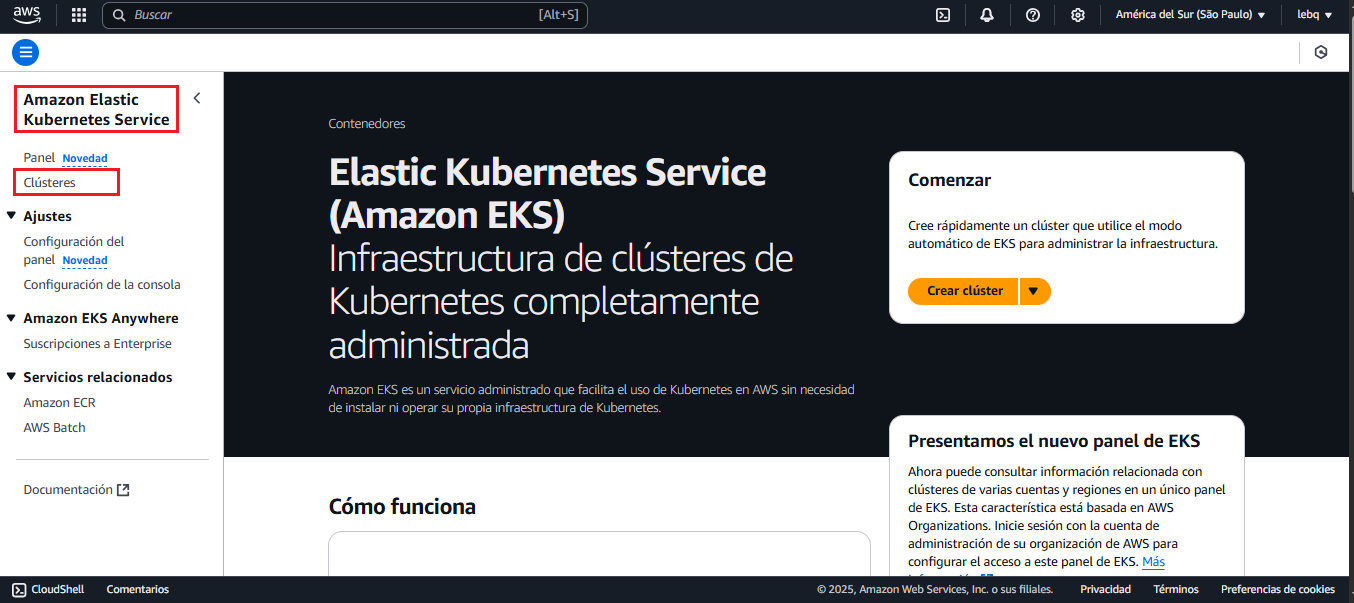 aws
Buscar
[Alt+S]
América del Sur (São Paulo)
lebq
Amazon Elastic
Kubernetes Service
Panel Novedad
Clústeres
Ajustes
Configuración del
panel Novedad
Configuración de la consola
Amazon EKS Anywhere
Suscripciones a Enterprise
Servicios relacionados
Amazon ECR
AWS Batch
Documentación
Contenedores
Elastic Kubernetes Service
(Amazon EKS)
Infraestructura de clústeres de
Kubernetes completamente
administrada
Amazon EKS es un servicio administrado que facilita el uso de Kubernetes en AWS sin necesidad
de instalar ni operar su propia infraestructura de Kubernetes.
Comenzar
Cree rápidamente un clúster que utilice el modo
automático de EKS para administrar la infraestructura.
Crear clúster
Presentamos el nuevo panel de EKS
Ahora puede consultar información relacionada con
clústeres de varias cuentas y regiones en un único panel
de EKS. Esta característica está basada en AWS
Organizations. Inicie sesión con la cuenta de
administración de su organización de AWS para
configurar el acceso a este panel de EKS. Más
Cómo funciona
CloudShell
Comentarios
© 2025, Amazon Web Services, Inc. o sus filiales.
Privacidad
Términos
Preferencias de cookies